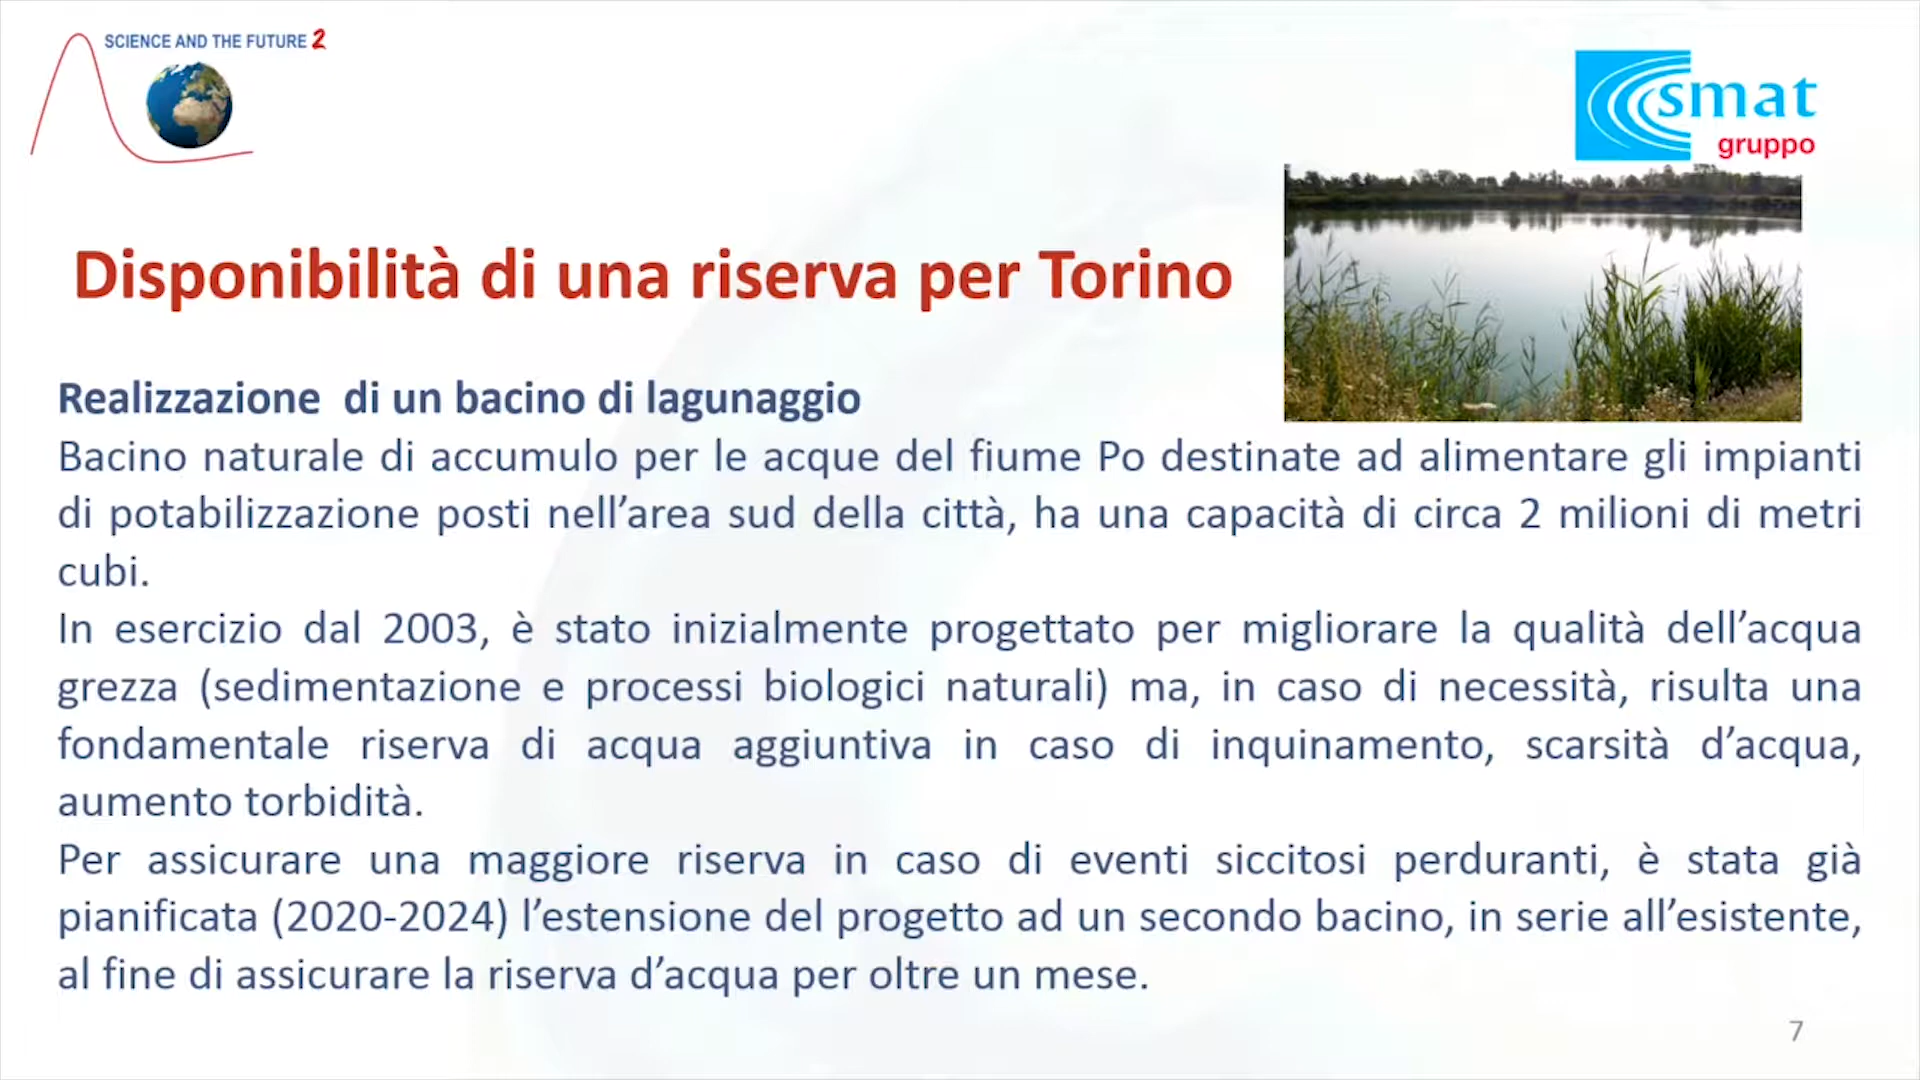 SCIENCE AND THE FUTURE 2
smat
gruppo
Disponibilità di una riserva per Torino
Realizzazione di un bacino di lagunaggio
Bacino naturale di accumulo per le acque del fiume Po destinate ad alimentare gli impianti
di potabilizzazione posti nell’area sud della città, ha una capacità di circa 2 milioni di metri
cubi.
In esercizio dal 2003, è stato inizialmente progettato per migliorare la qualità dell’acqua
grezza (sedimentazione e processi biologici naturali) ma, in caso di necessità, risulta una
fondamentale riserva di acqua aggiuntiva in caso di inquinamento, scarsità d’acqua,
aumento torbidità.
Per assicurare una maggiore riserva in caso di eventi siccitosi perduranti, è stata già
pianificata (2020-2024) l’estensione del progetto ad un secondo bacino, in serie all’esistente,
al fine di assicurare la riserva d’acqua per oltre un mese.
7